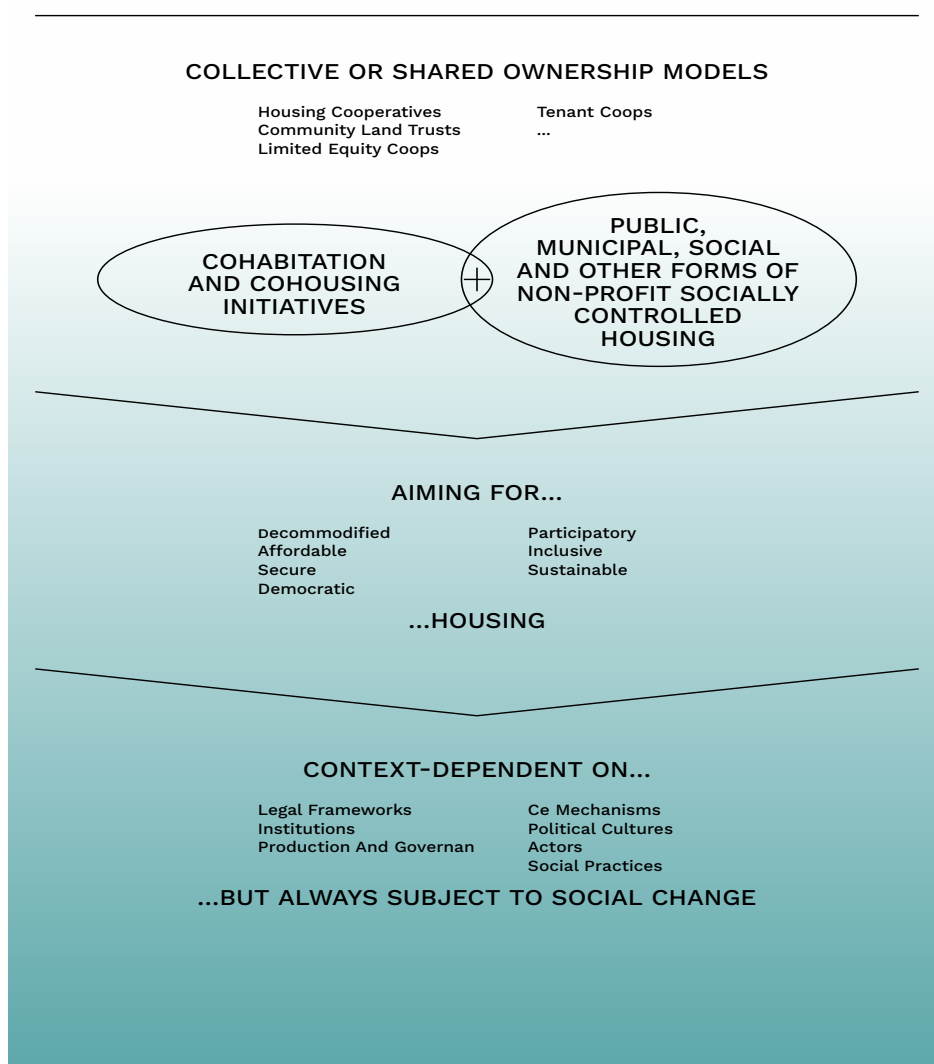 COLLECTIVE OR SHARED OWNERSHIP MODELS
Housing Cooperatives
Community Land Trusts
Limited Equity Coops
Tenant Coops
...
COHABITATION
AND COHOUSING
INITIATIVES
+
PUBLIC,
MUNICIPAL, SOCIAL
AND OTHER FORMS OF
NON-PROFIT SOCIALLY
CONTROLLED
HOUSING
AIMING FOR...
Decommodified
Affordable
Secure
Democratic
Participatory
Inclusive
Sustainable
...HOUSING
CONTEXT-DEPENDENT ON...
Legal Frameworks
Institutions
Production And Governan
Ce Mechanisms
Political Cultures
Actors
Social Practices
...BUT ALWAYS SUBJECT TO SOCIAL CHANGE